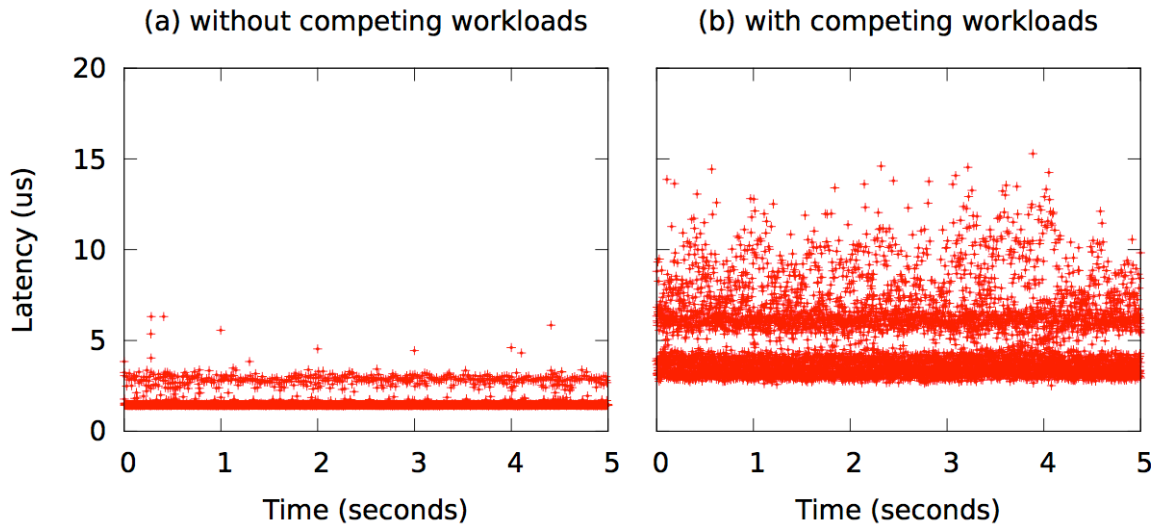 (a) without competing workloads
(b) with competing workloads
Latency (us)
20
15
10
5
0
0 1 2 3 4 5
0 1 2 3 4 5
Time (seconds)
Time (seconds)